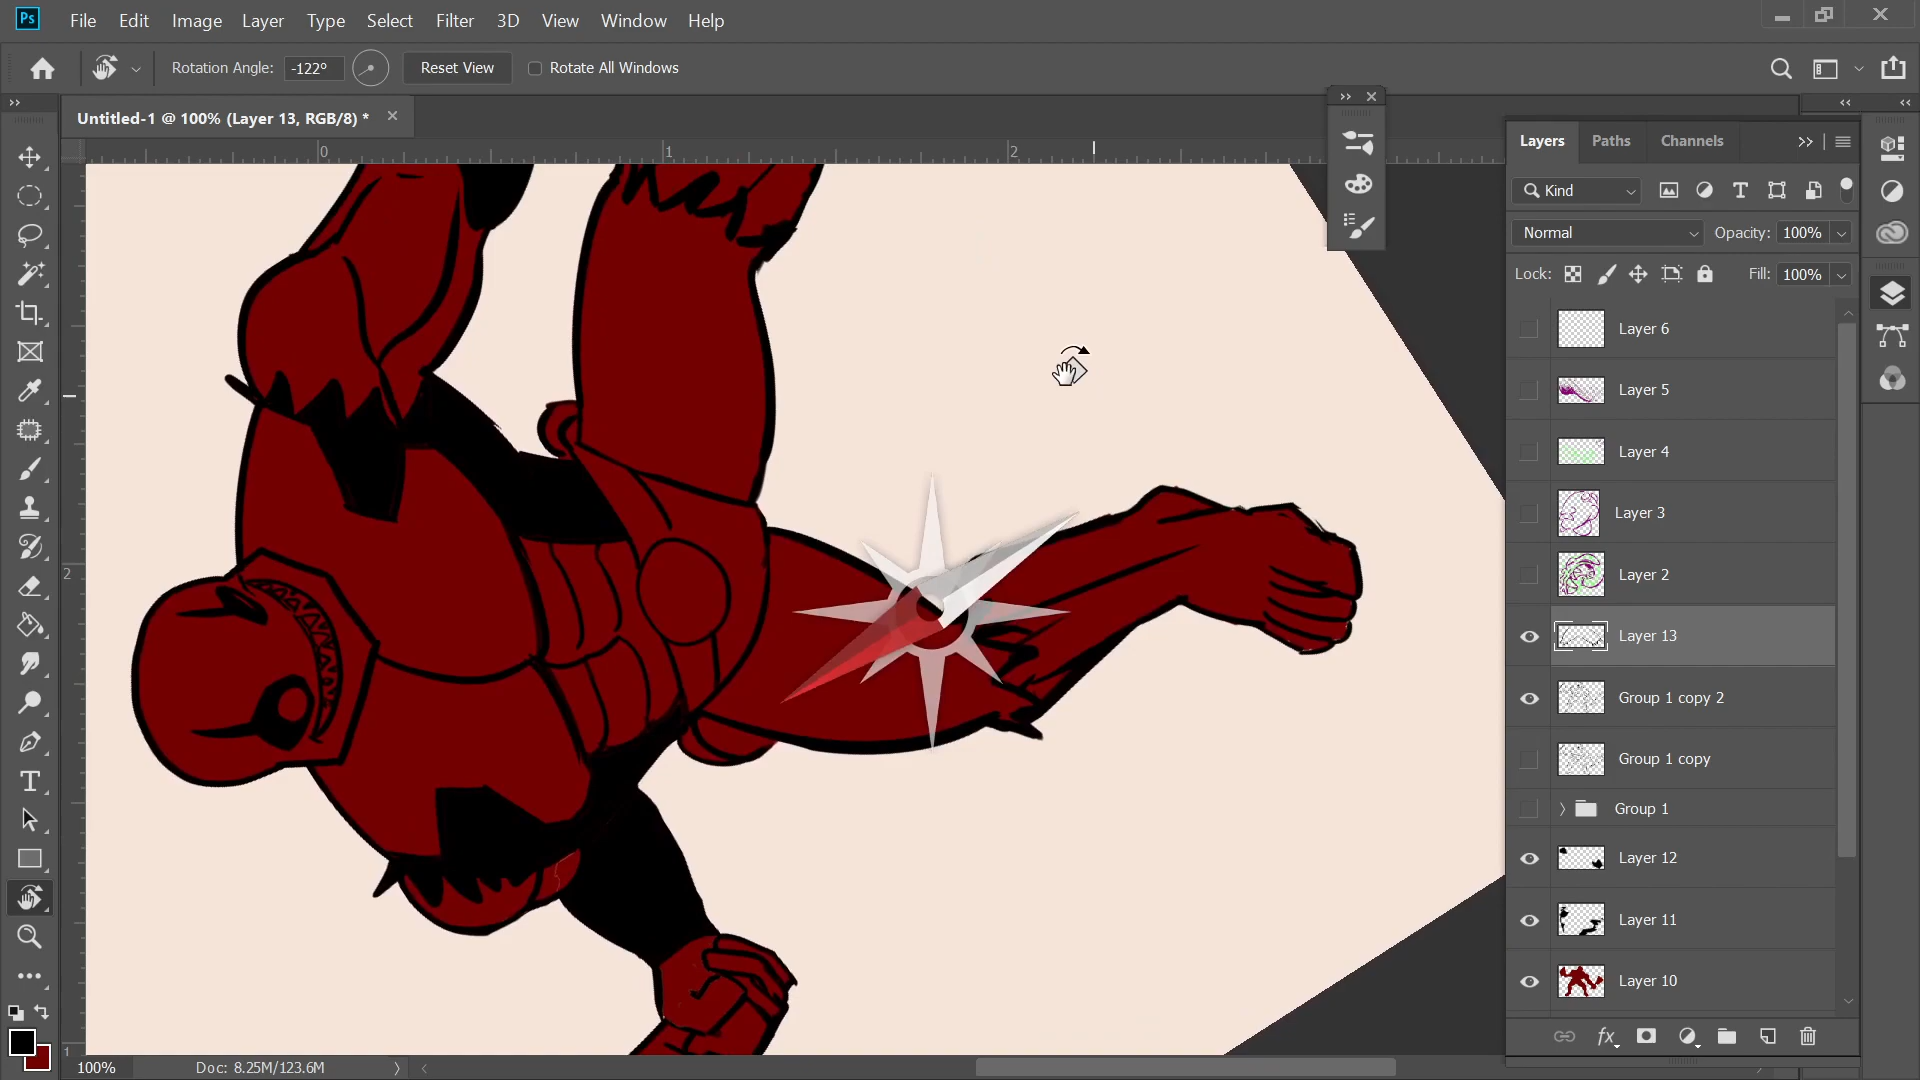 Ps File Edit Image Layer Type Select Filter 3D View Window Help
Rotation Angle: -122° Reset View Rotate All Windows
Untitled-1 @ 100% (Layer 13, RGB/8) *
0 1 2
2
1
Layers Paths Channels
Kind
Normal Opacity: 100%
Lock: Fill: 100%
Layer 6
Layer 5
Layer 4
Layer 3
Layer 2
Layer 13
Group 1 copy 2
Group 1 copy
Group 1
Layer 12
Layer 11
Layer 10
fx
100% Doc: 8.25M/123.6M